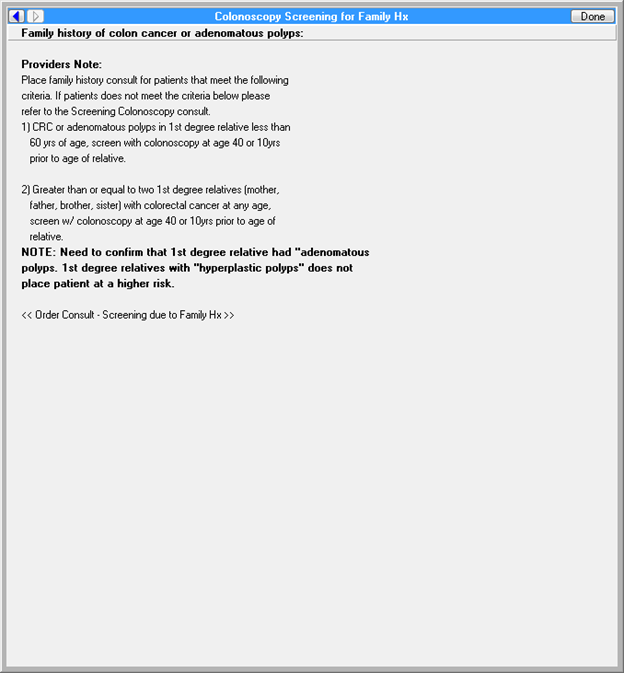 Colonoscopy Screening for Family Hx
Done
Family history of colon cancer or adenomatous polyps:
Providers Note:
Place family history consult for patients that meet the following
criteria. If patients does not meet the criteria below please
refer to the Screening Colonoscopy consult.
1) CRC or adenomatous polyps in 1st degree relative less than
60 yrs of age, screen with colonoscopy at age 40 or 10yrs
prior to age of relative.
2) Greater than or equal to two 1st degree relatives (mother,
father, brother, sister) with colorectal cancer at any age,
screen w/ colonoscopy at age 40 or 10yrs prior to age of
relative.
NOTE: Need to confirm that 1st degree relative had "adenomatous
polyps. 1st degree relatives with "hyperplastic polyps" does not
place patient at a higher risk.
<< Order Consult - Screening due to Family Hx >>